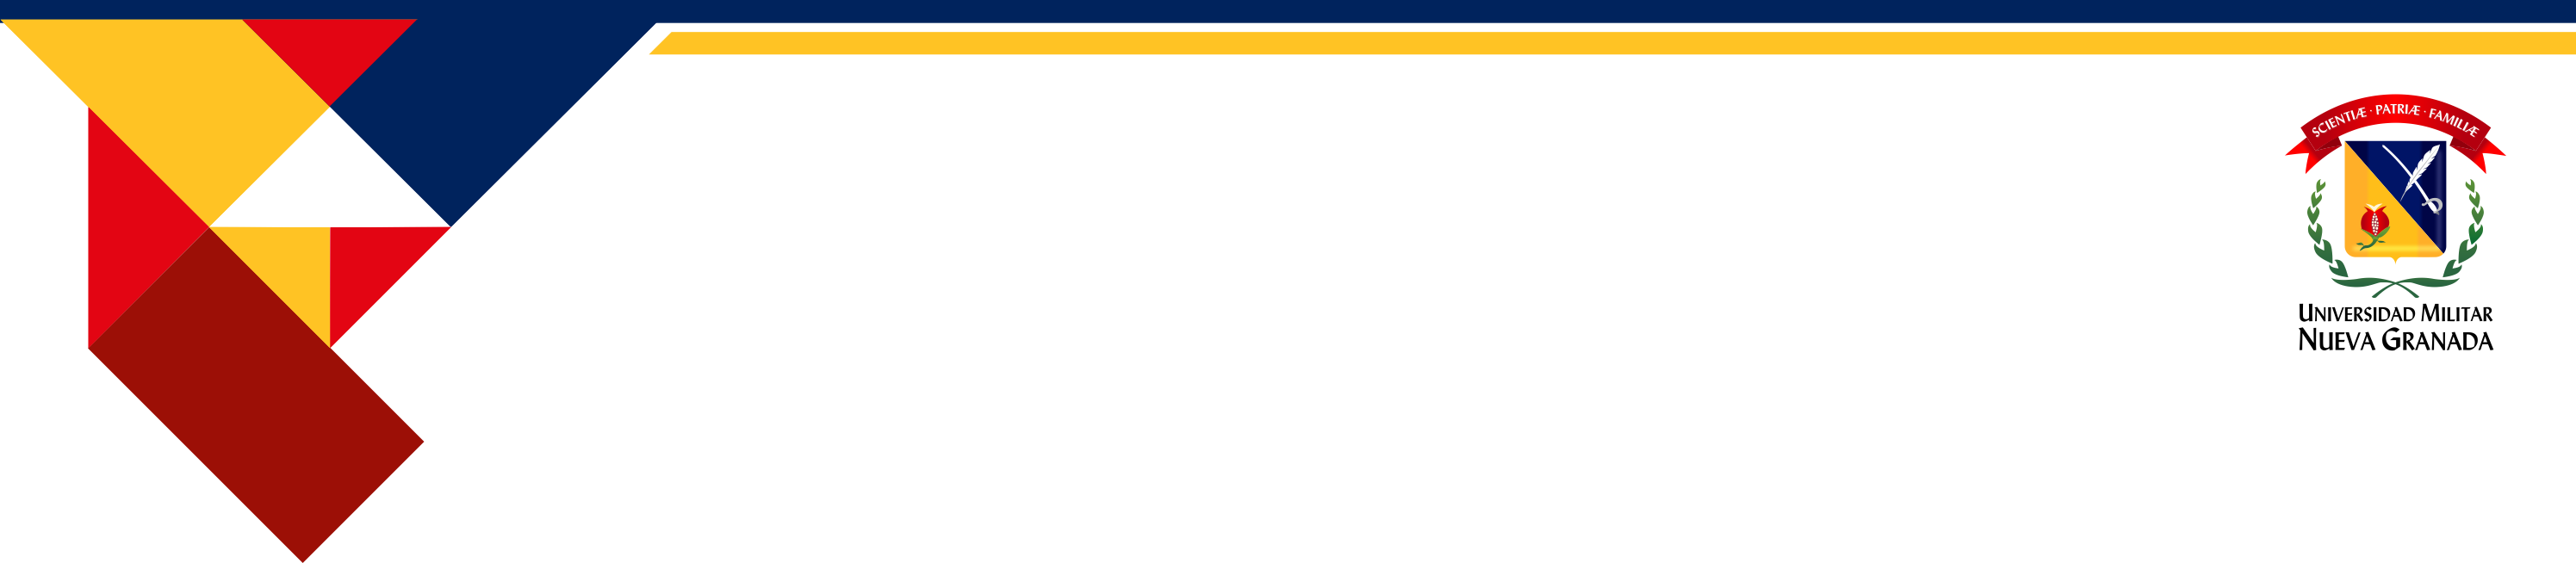 SCIENTIÆ · PATRIÆ · FAMILIÆ
UNIVERSIDAD MILITAR
NUEVA GRANADA